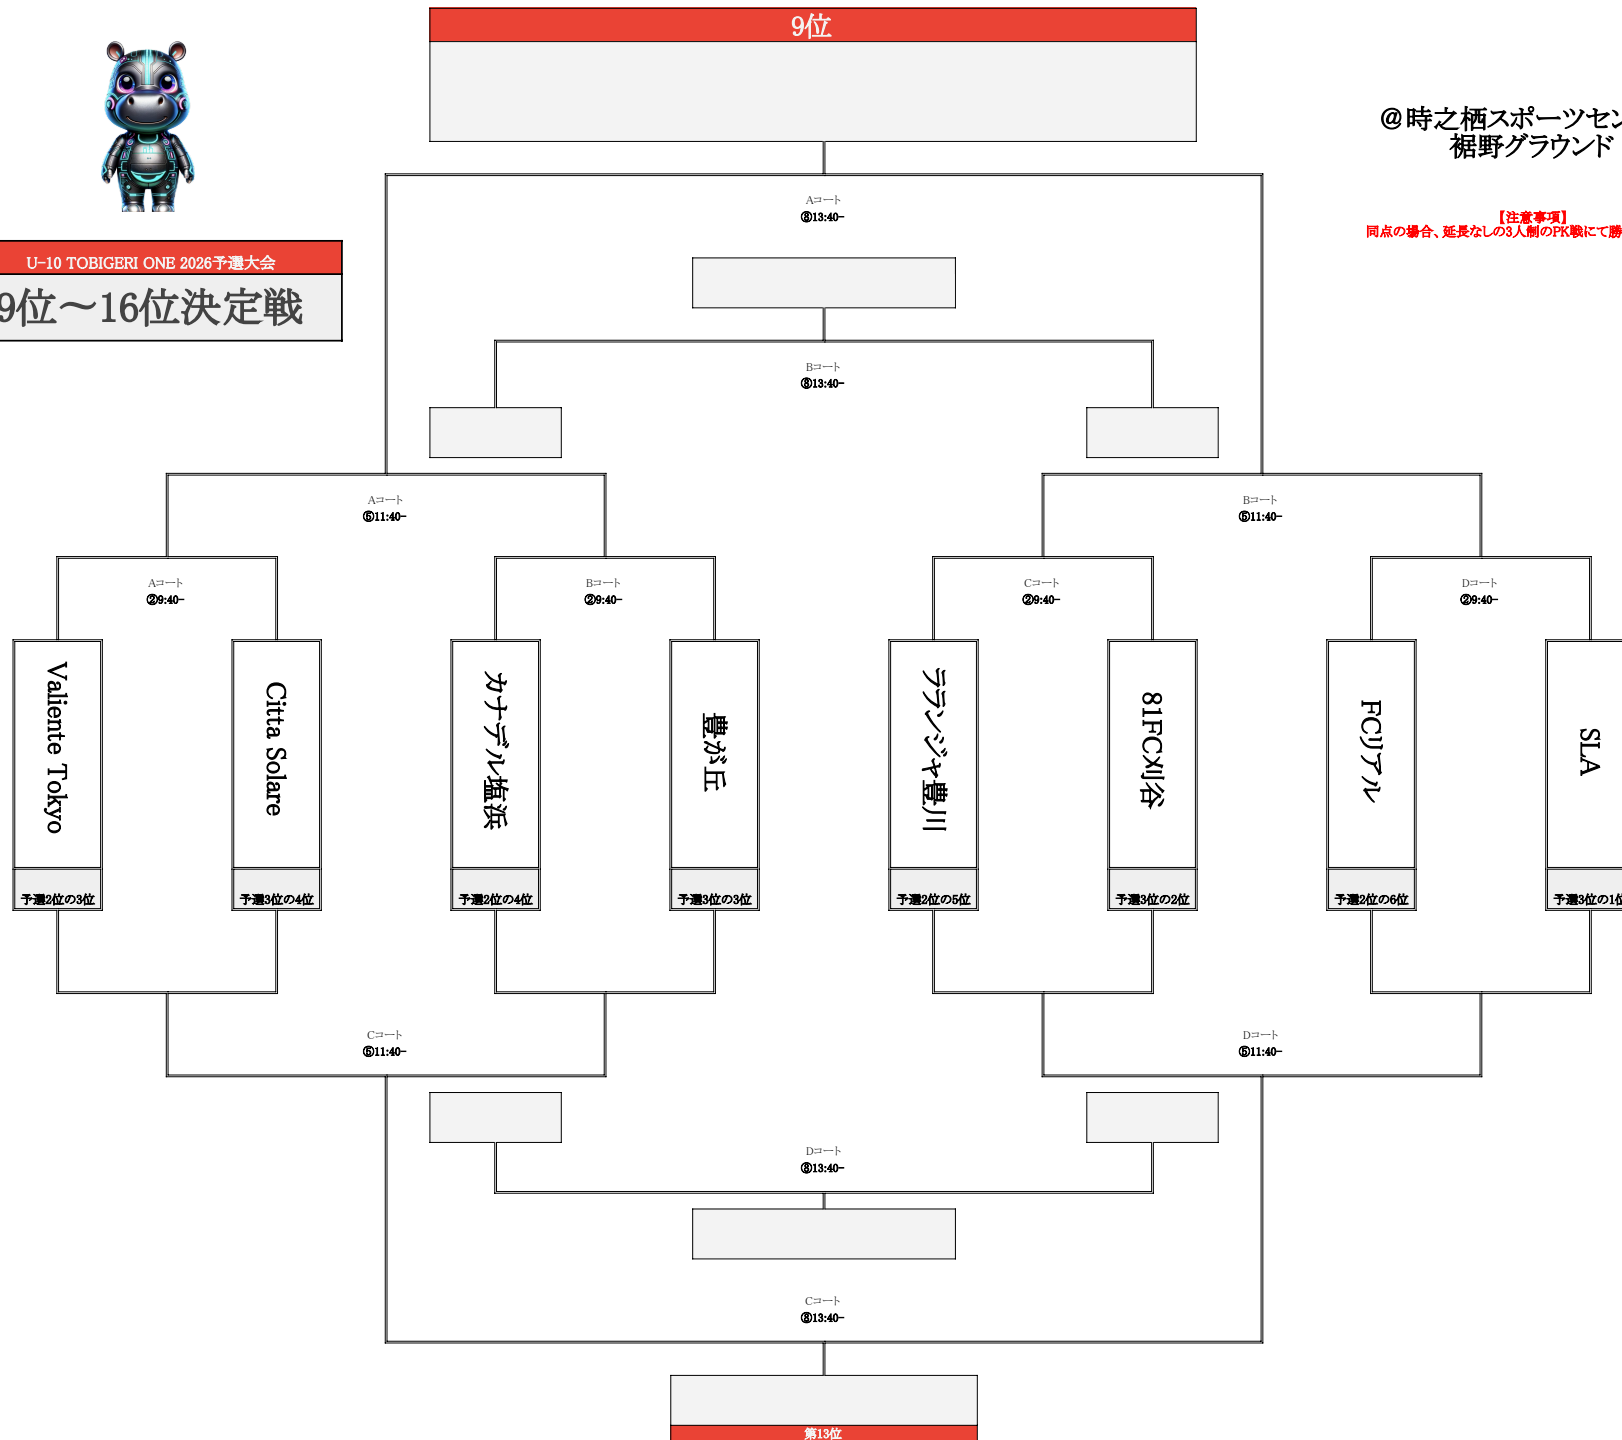 9位
@時之栖スポーツセン
裾野グラウンド
【注意事項】
同点の場合、延長なしの3人制のPK戦にて勝
U-10 TOBIGERI ONE 2026予選大会
9位～16位決定戦
Aコート
⑧13:40-
Bコート
⑧13:40-
Aコート
⑤11:40-
Bコート
⑤11:40-
Aコート
②9:40-
Bコート
②9:40-
Cコート
②9:40-
Dコート
②9:40-
Valiente Tokyo
Citta Solare
カナデル塩浜
豊が丘
ラランジャ豊川
81FC刈谷
FCリアル
SLA
予選2位の3位
予選3位の4位
予選2位の4位
予選3位の3位
予選2位の5位
予選3位の2位
予選2位の6位
予選3位の1位
Cコート
⑤11:40-
Dコート
⑤11:40-
Dコート
⑧13:40-
Cコート
⑧13:40-
第13位